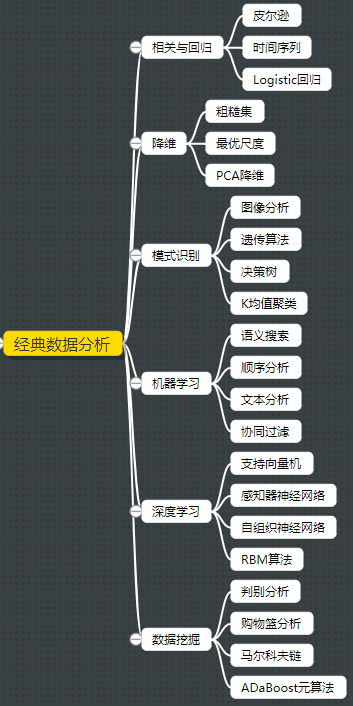 经典数据分析
相关与回归
皮尔逊
时间序列
Logistic回归
降维
粗糙集
最优尺度
PCA降维
模式识别
图像分析
遗传算法
决策树
K均值聚类
机器学习
语义搜索
顺序分析
文本分析
协同过滤
深度学习
支持向量机
感知器神经网络
自组织神经网络
RBM算法
数据挖掘
判别分析
购物篮分析
马尔科夫链
ADaBoost元算法